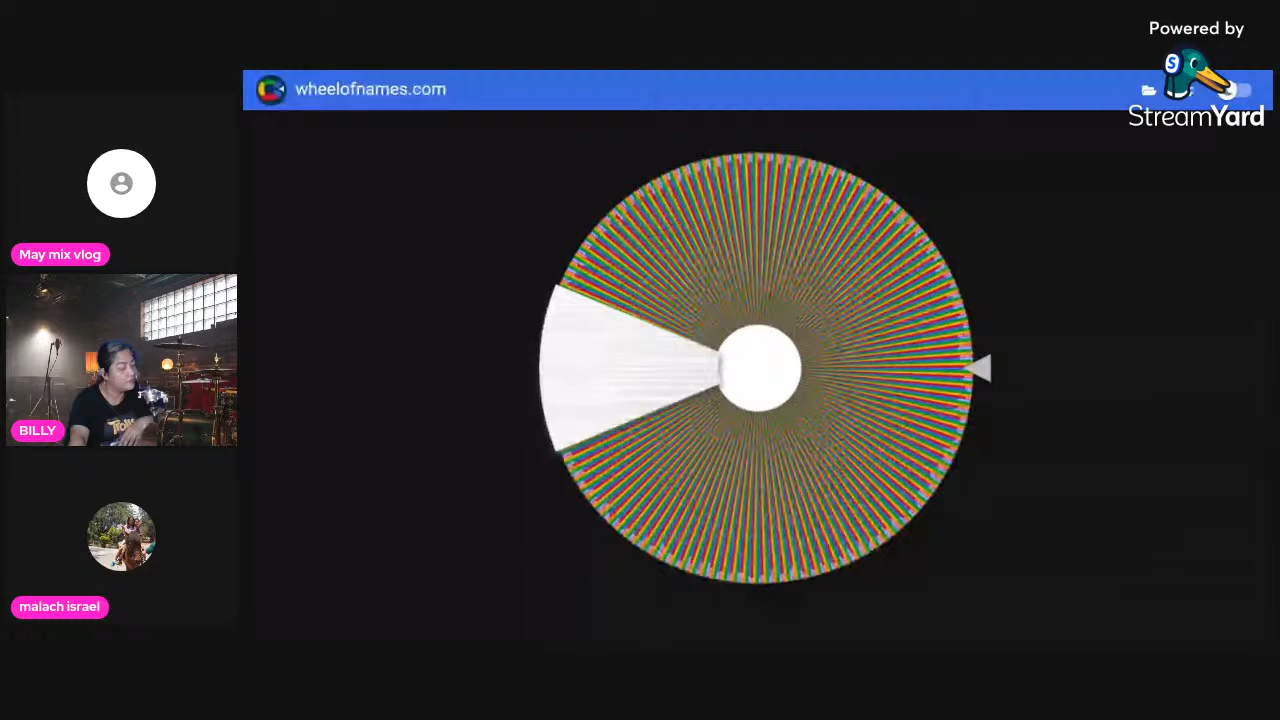 Powered by
StreamYard
wheelofnames.com
May mix vlog
BILLY
malach israel